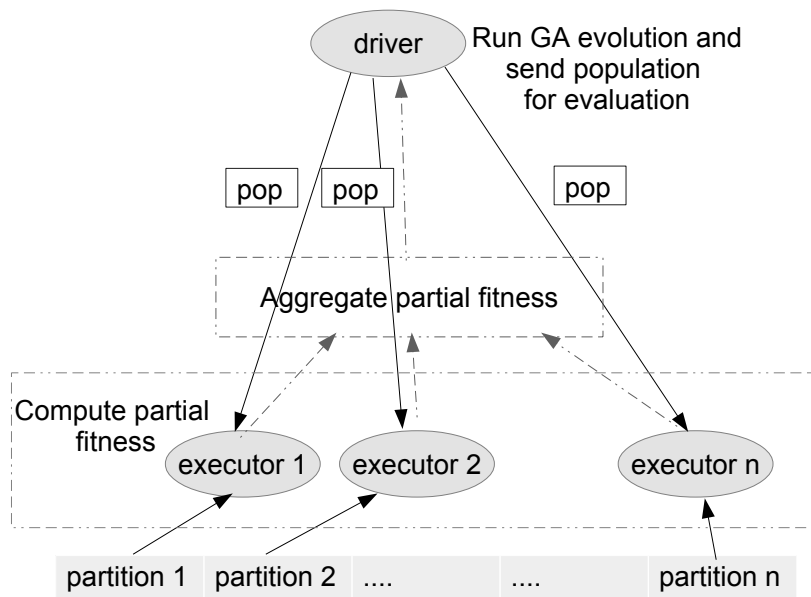 driver
Run GA evolution and
send population
for evaluation
pop
pop
pop
Aggregate partial fitness
Compute partial
fitness
executor 1
executor 2
executor n
partition 1
partition 2
....
....
partition n